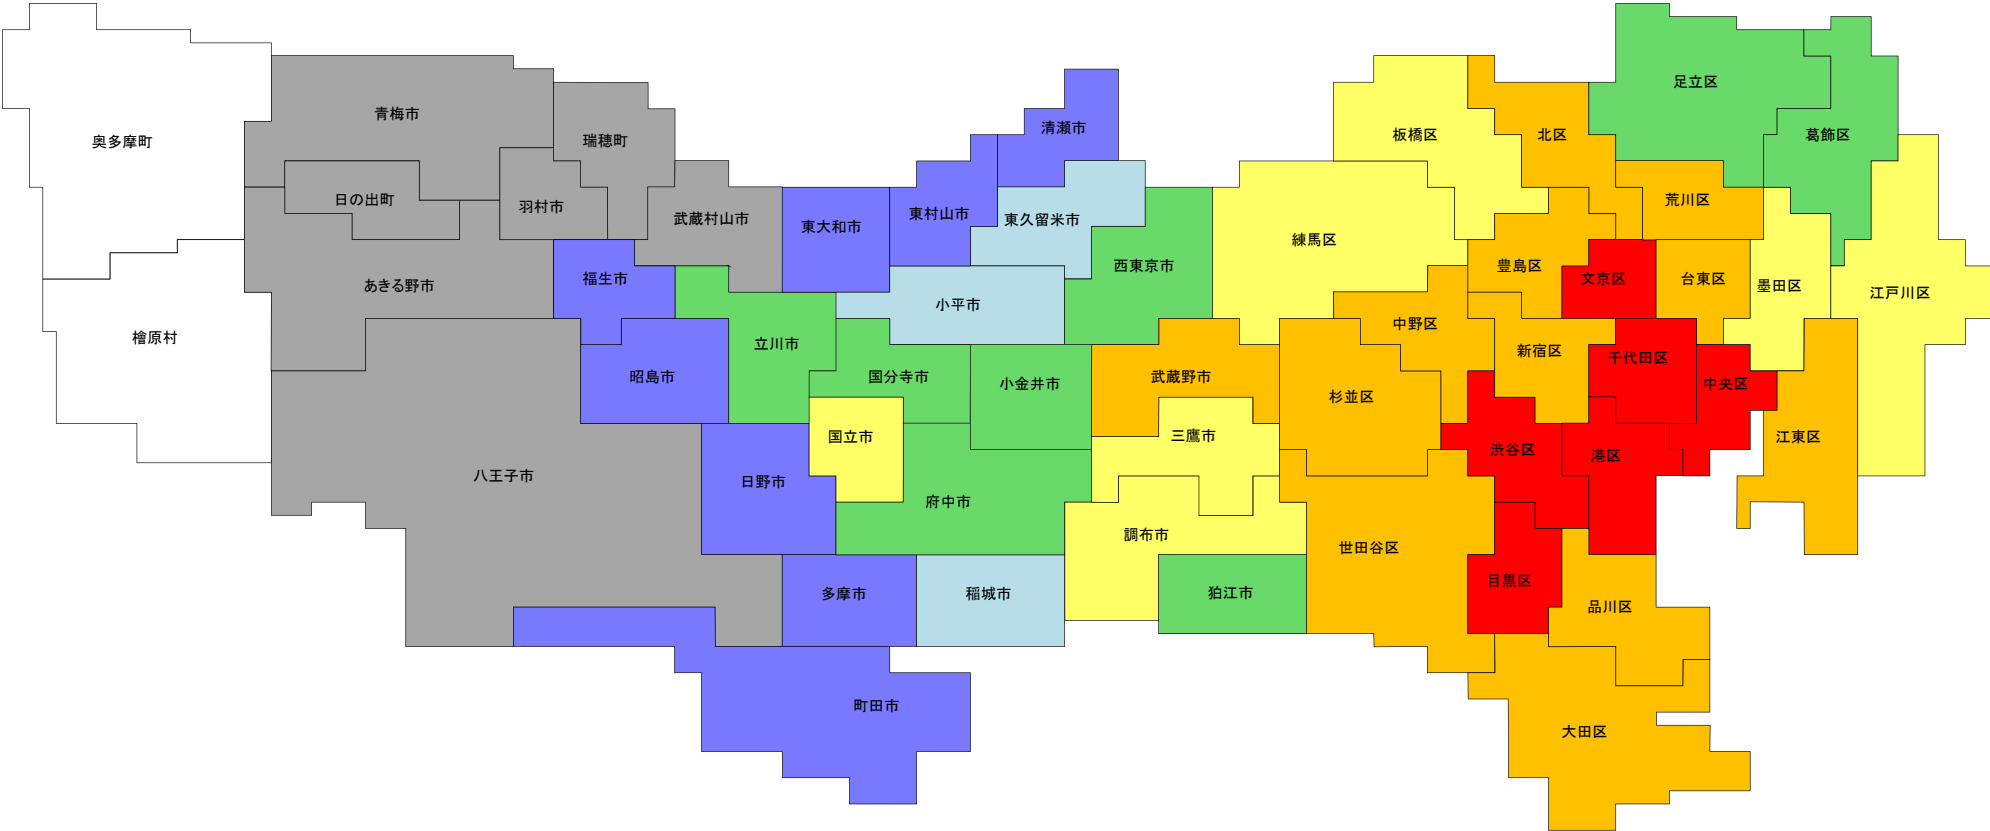 足立区
青梅市
清瀬市
板橋区
北区
葛飾区
奥多摩町
瑞穂町
日の出町
羽村市
武蔵村山市
東大和市
東村山市
東久留米市
荒川区
練馬区
西東京市
豊島区
文京区
台東区
墨田区
江戸川区
あきる野市
福生市
小平市
中野区
檜原村
立川市
新宿区
千代田区
昭島市
国分寺市
小金井市
武蔵野市
杉並区
中央区
国立市
三鷹市
江東区
渋谷区
港区
八王子市
日野市
府中市
調布市
世田谷区
目黒区
多摩市
稲城市
狛江市
品川区
町田市
大田区